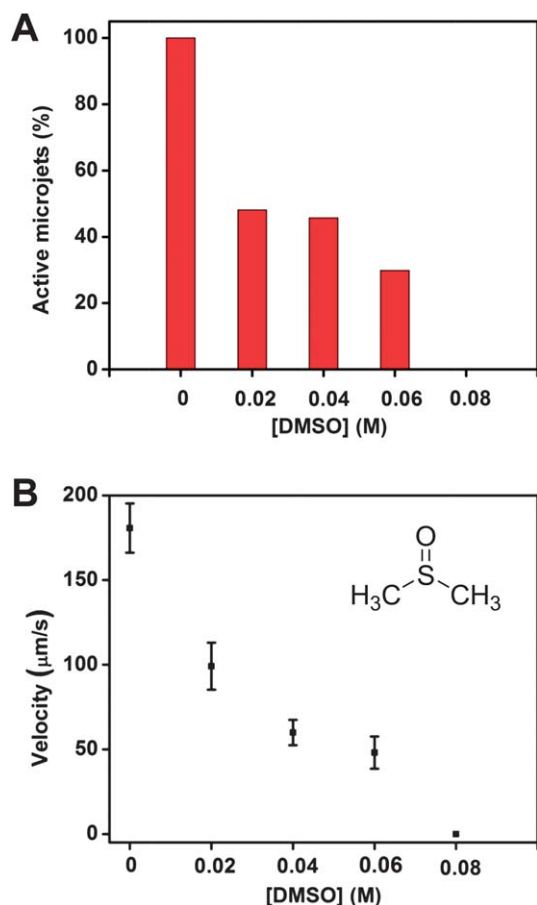 A
100
80
60
40
20
0
Active microjets (%)
0 0.02 0.04 0.06 0.08
[DMSO] (M)
B
200
150
100
50
0
Velocity (μm/s)
O
S
H₃C CH₃
0 0.02 0.04 0.06 0.08
[DMSO] (M)